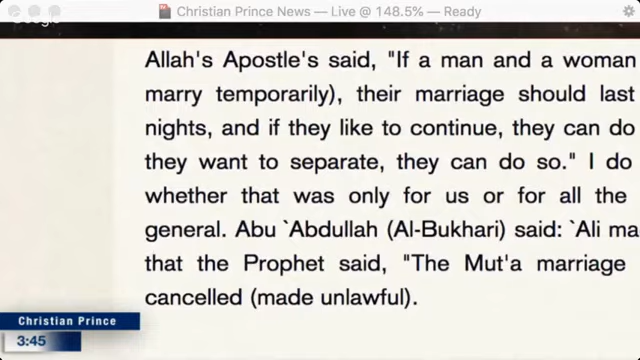 Christian Prince News — Live @ 148.5% — Ready
Allah's Apostle's said, "If a man and a woman
marry temporarily), their marriage should last
nights, and if they like to continue, they can do
they want to separate, they can do so." I do
whether that was only for us or for all the
general. Abu `Abdullah (Al-Bukhari) said: `Ali ma
that the Prophet said, "The Mut'a marriage
cancelled (made unlawful).
Christian Prince
3:45